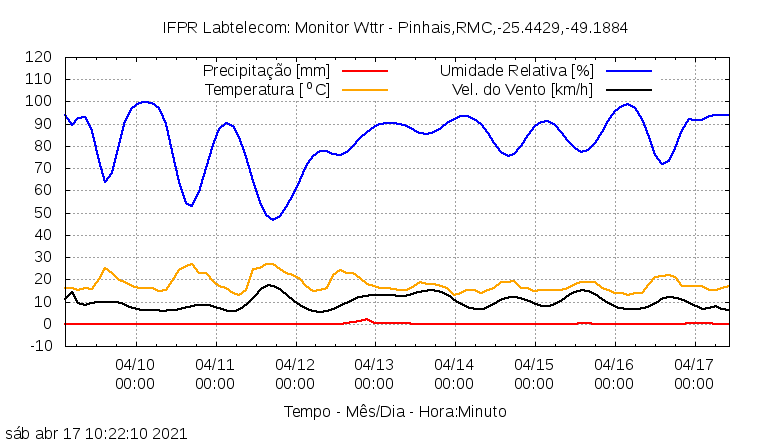 IFPR Labtelecom: Monitor Wttr - Pinhais,RMC,-25.4429,-49.1884
120
110
100
90
80
70
60
50
40
30
20
10
0
-10
Precipitação [mm]
Temperatura [⁰C]
Umidade Relativa [%]
Vel. do Vento [km/h]
04/10 04/11 04/12 04/13 04/14 04/15 04/16 04/17
00:00 00:00 00:00 00:00 00:00 00:00 00:00 00:00
Tempo - Mês/Dia - Hora:Minuto
sáb abr 17 10:22:10 2021